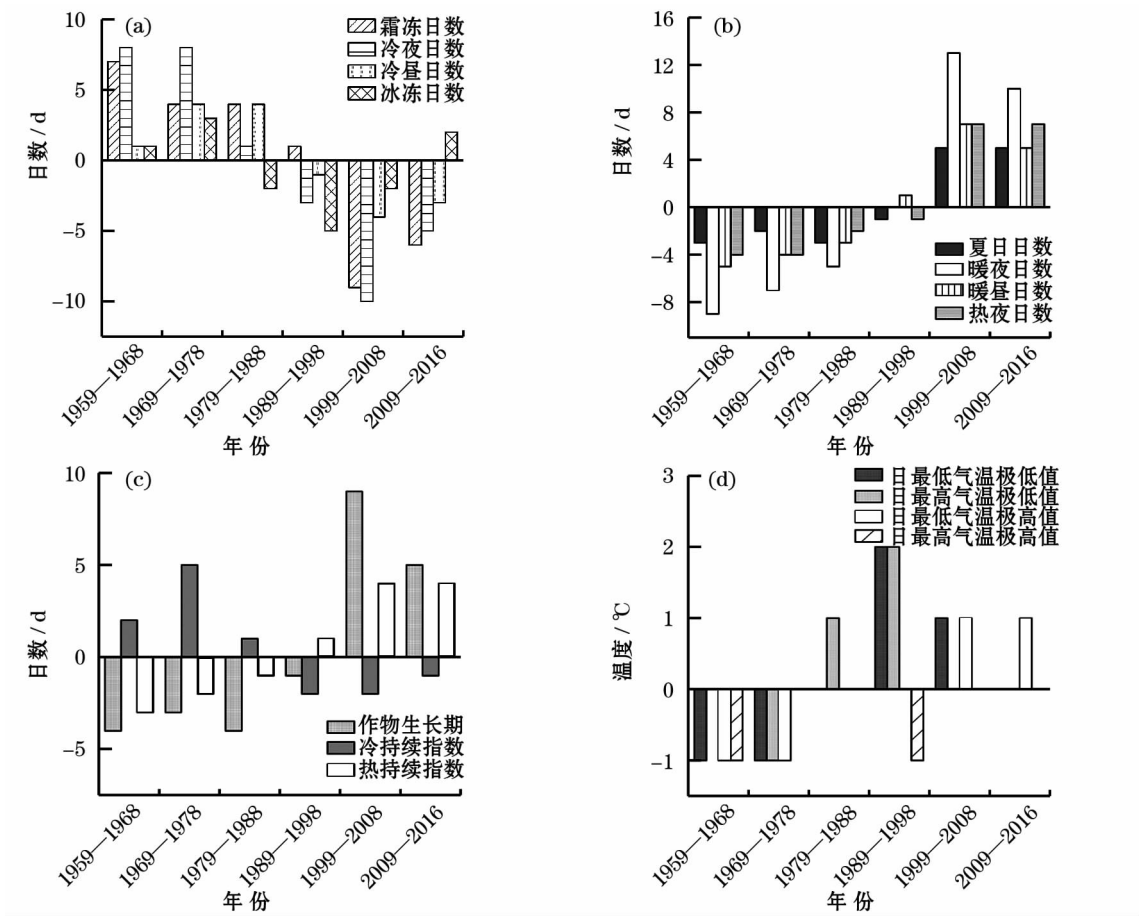 (a)
霜冻日数
冷夜日数
冷昼日数
冰冻日数
日数/d
10
5
0
−5
−10
1959—1968
1969—1978
1979—1988
1989—1998
1999—2008
2009—2016
年份
(b)
日数/d
16
12
8
4
0
−4
−8
夏日日数
暖夜日数
暖昼日数
热夜日数
1959—1968
1969—1978
1979—1988
1989—1998
1999—2008
2009—2016
年份
(c)
日数/d
10
5
0
−5
作物生长期
冷持续指数
热持续指数
1959—1968
1969—1978
1979—1988
1989—1998
1999—2008
2009—2016
年份
(d)
日最低气温极低值
日最高气温极低值
日最低气温极高值
日最高气温极高值
温度/℃
3
2
1
0
−1
1959—1968
1969—1978
1979—1988
1989—1998
1999—2008
2009—2016
年份